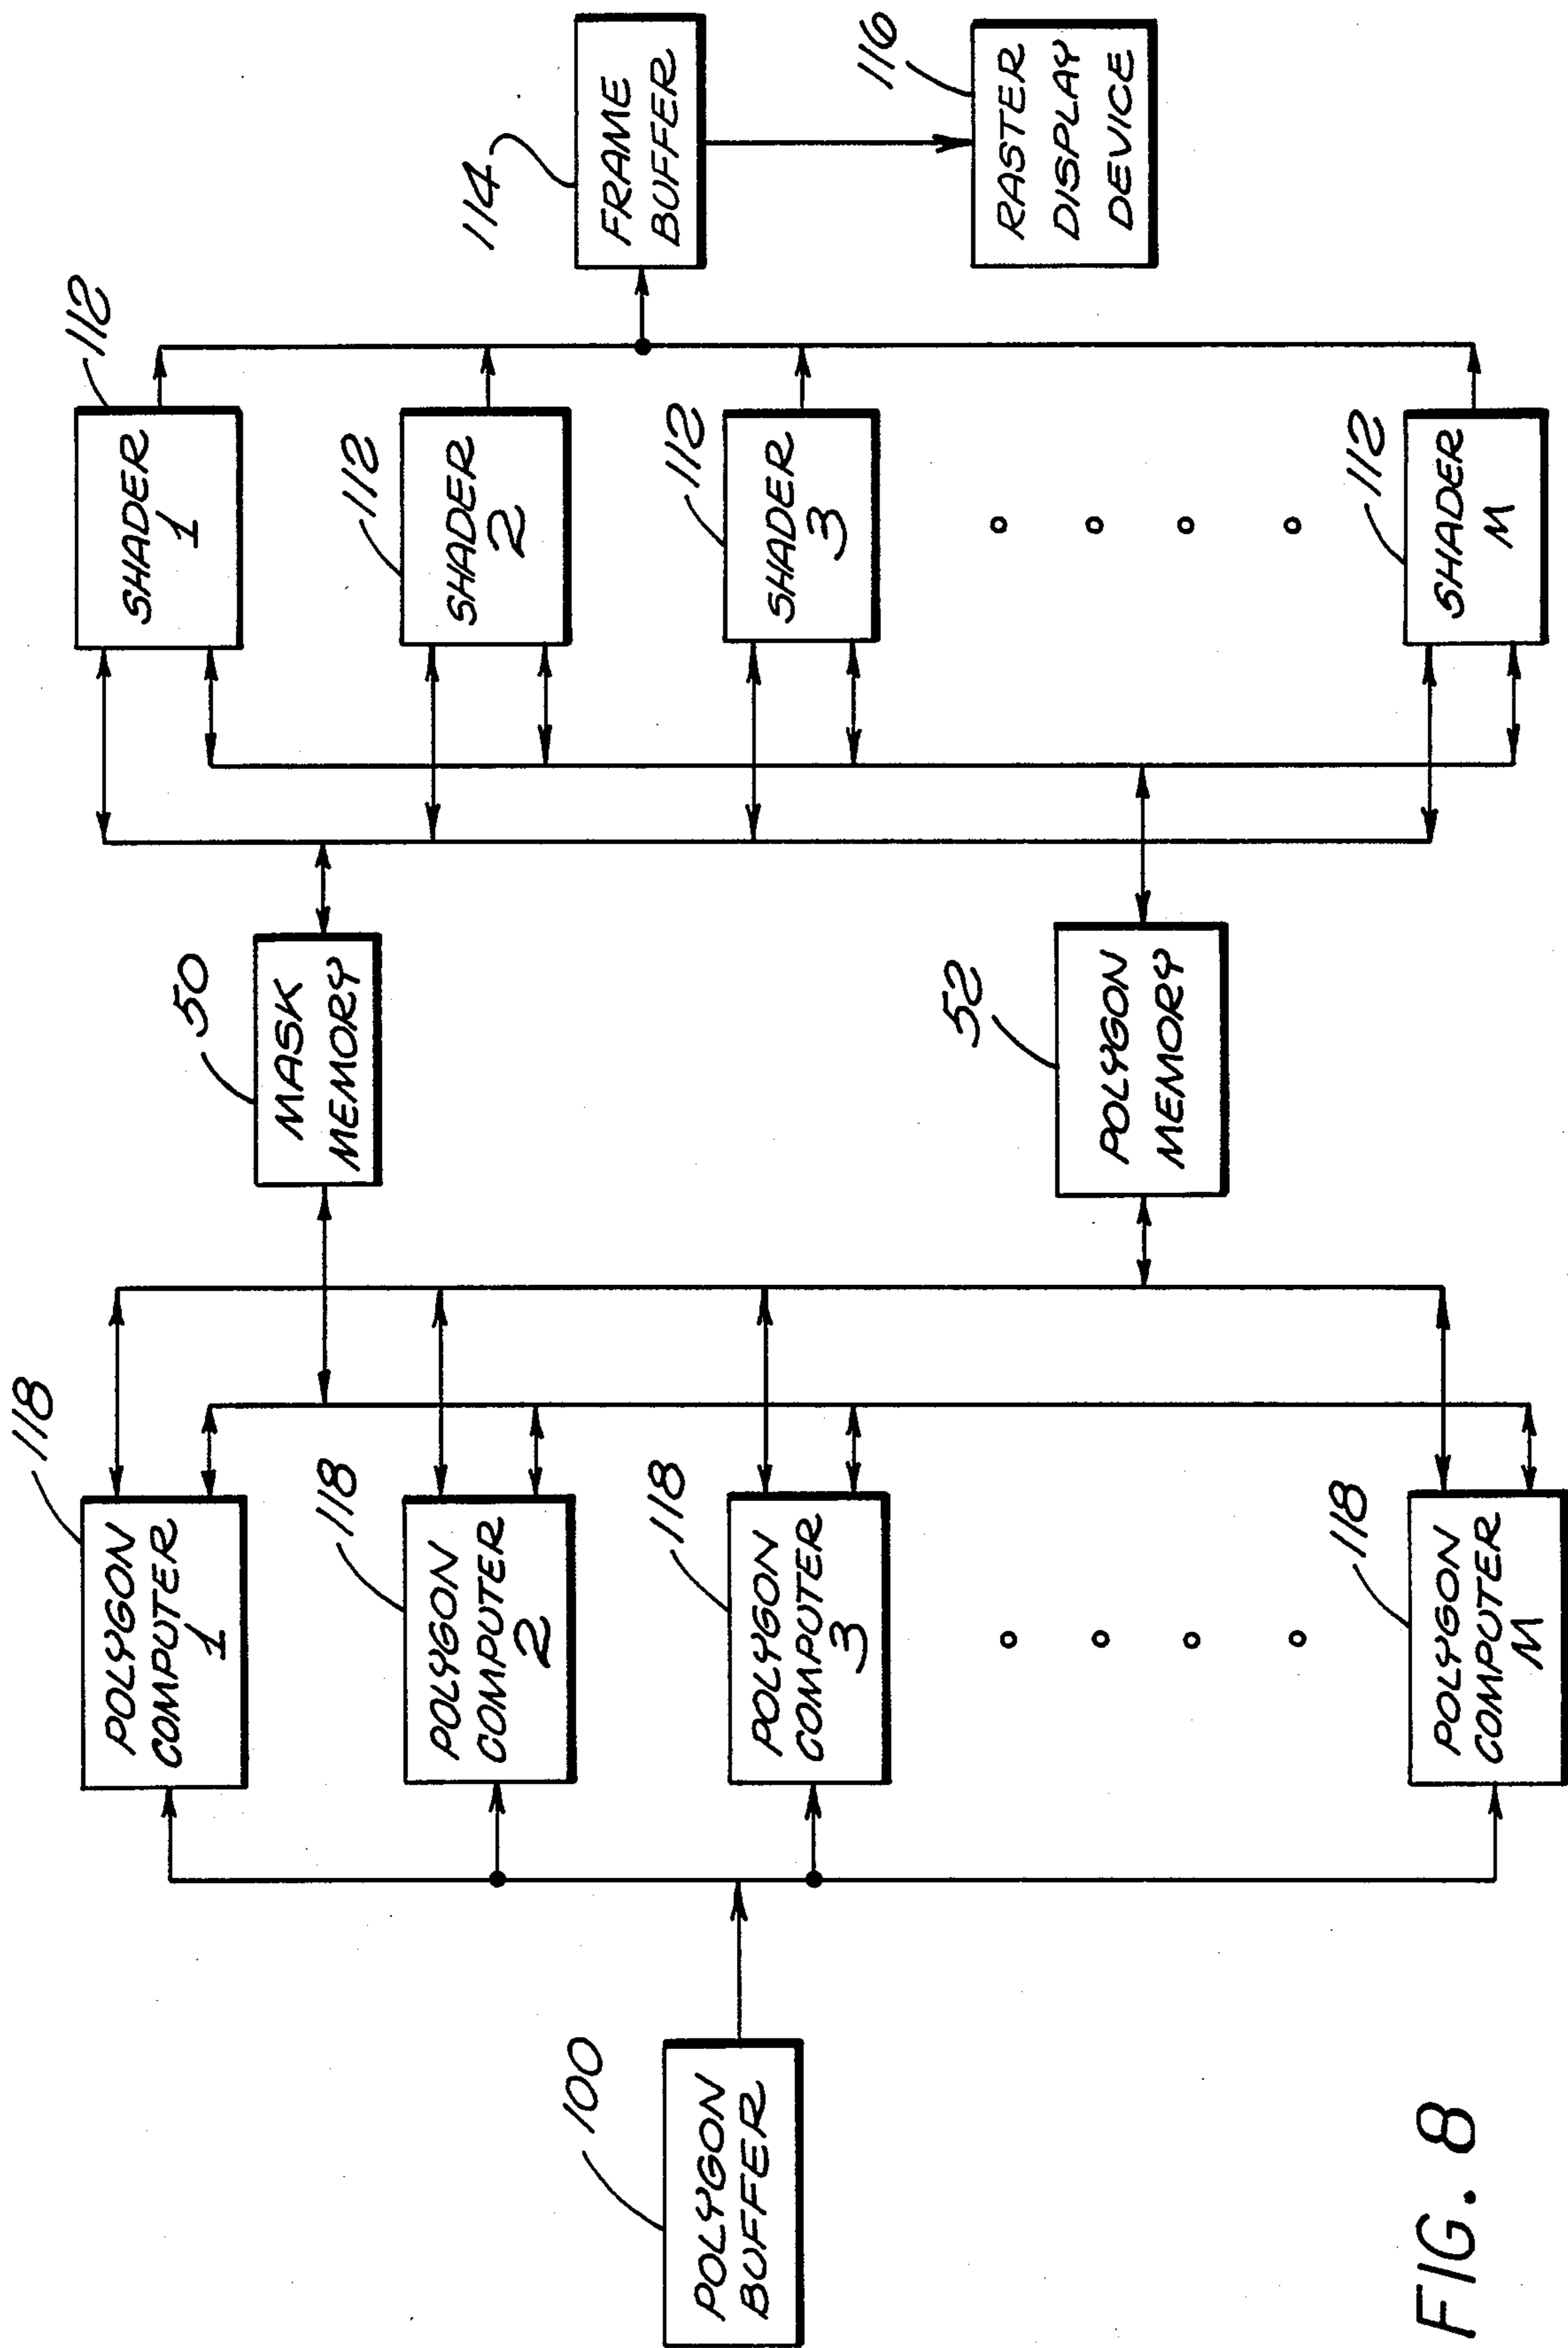 100
POLYGON
BUFFER
118
POLYGON
COMPUTER
1
118
POLYGON
COMPUTER
2
118
POLYGON
COMPUTER
3
118
POLYGON
COMPUTER
M
50
MASK
MEMORY
52
POLYGON
MEMORY
112
SHADER
1
112
SHADER
2
112
SHADER
3
112
SHADER
M
114
FRAME
BUFFER
116
RASTER
DISPLAY
DEVICE
FIG. 8